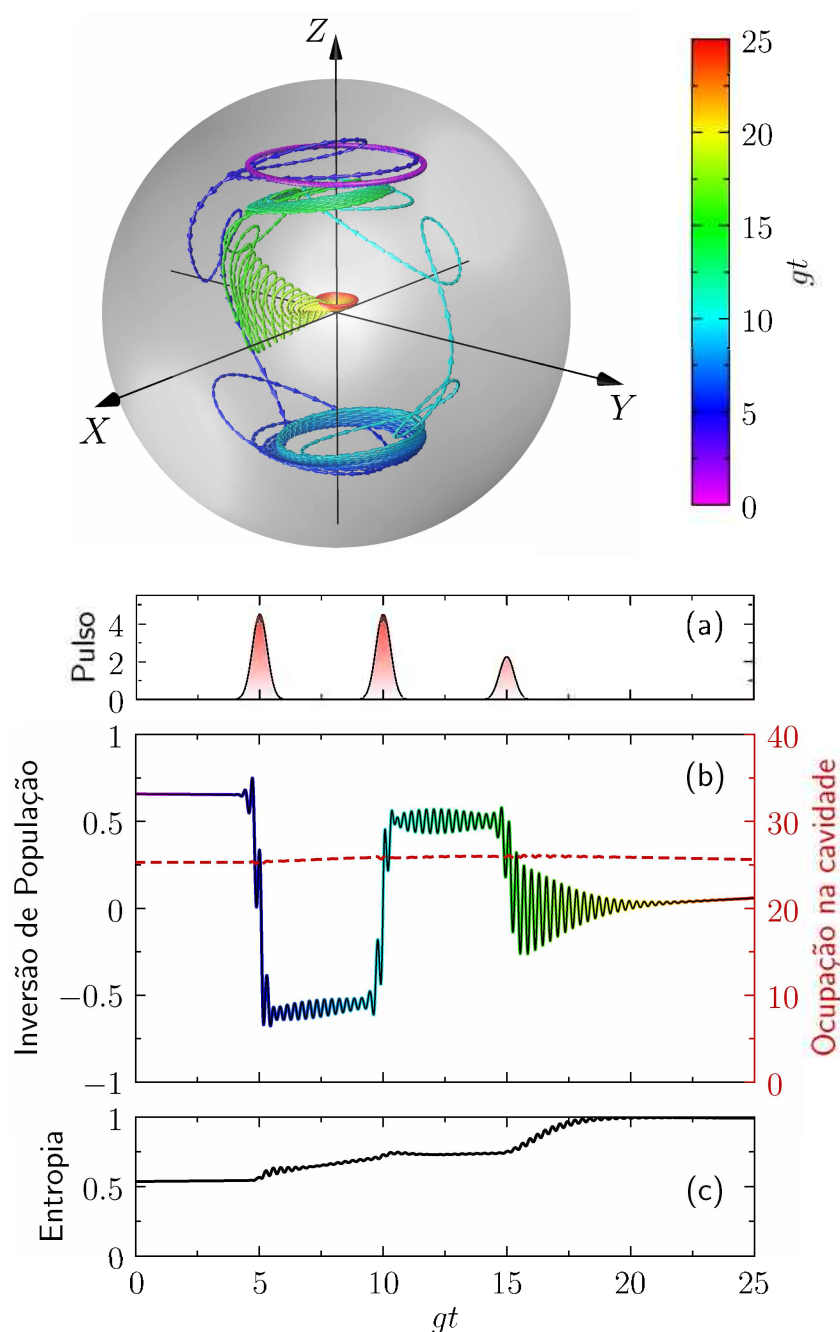 Z
X
Y
25
20
15
10
5
0
gt
Pulso
4
2
0
(a)
Inversão de População
1
0.5
0
−0.5
−1
(b)
40
30
20
10
0
Ocupação na cavidade
Entropia
1
0.5
0
(c)
0 5 10 15 20 25
gt